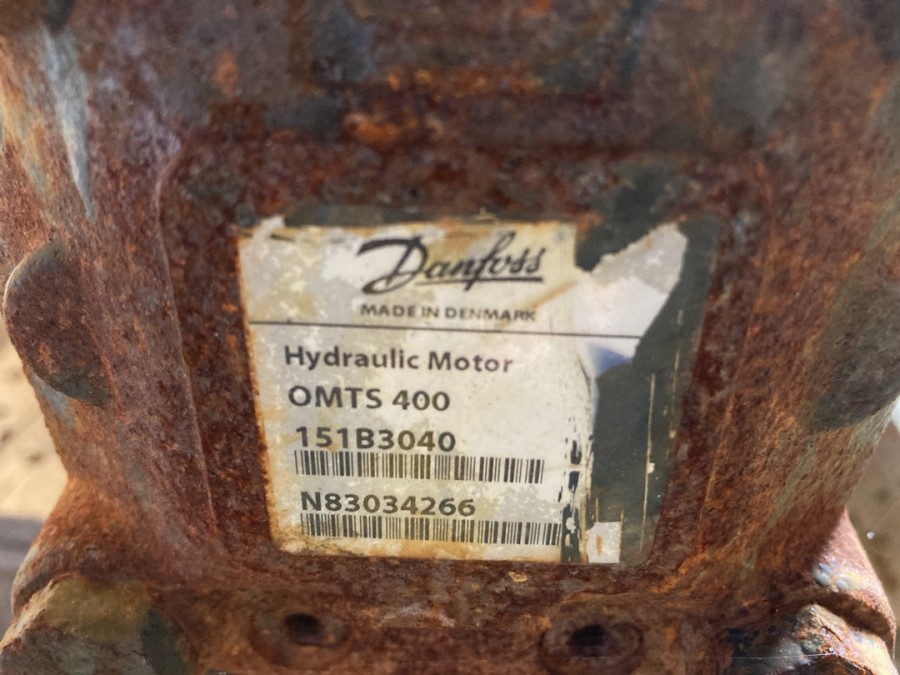 Danfoss
MADE IN DENMARK
Hydraulic Motor
OMTS 400
151B3040
N83034266